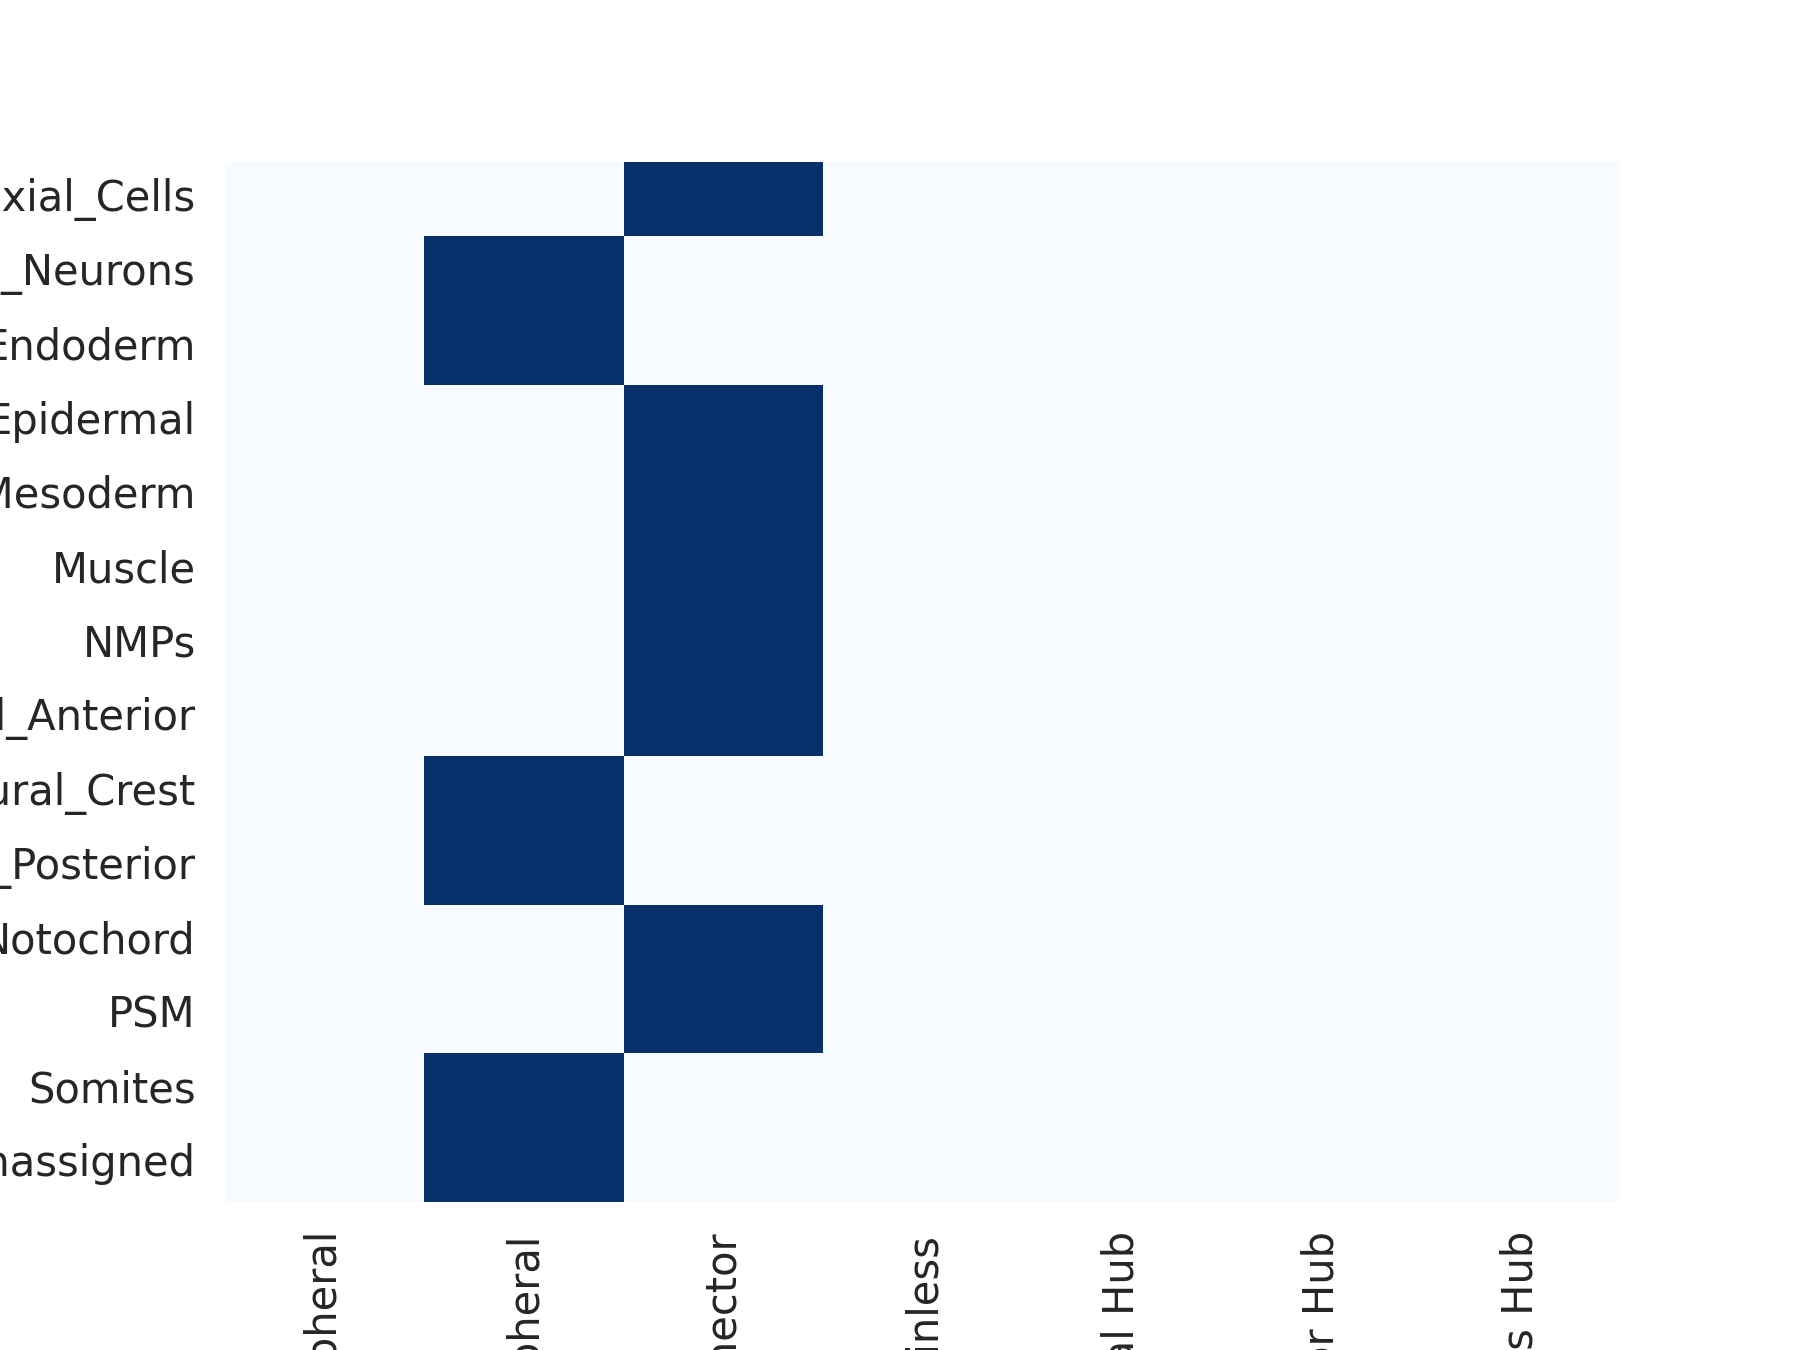 xial_Cells
_Neurons
Endoderm
Epidermal
Mesoderm
Muscle
NMPs
l_Anterior
ural_Crest
_Posterior
Notochord
PSM
Somites
nassigned
pheral
pheral
nector
inless
al Hub
or Hub
s Hub